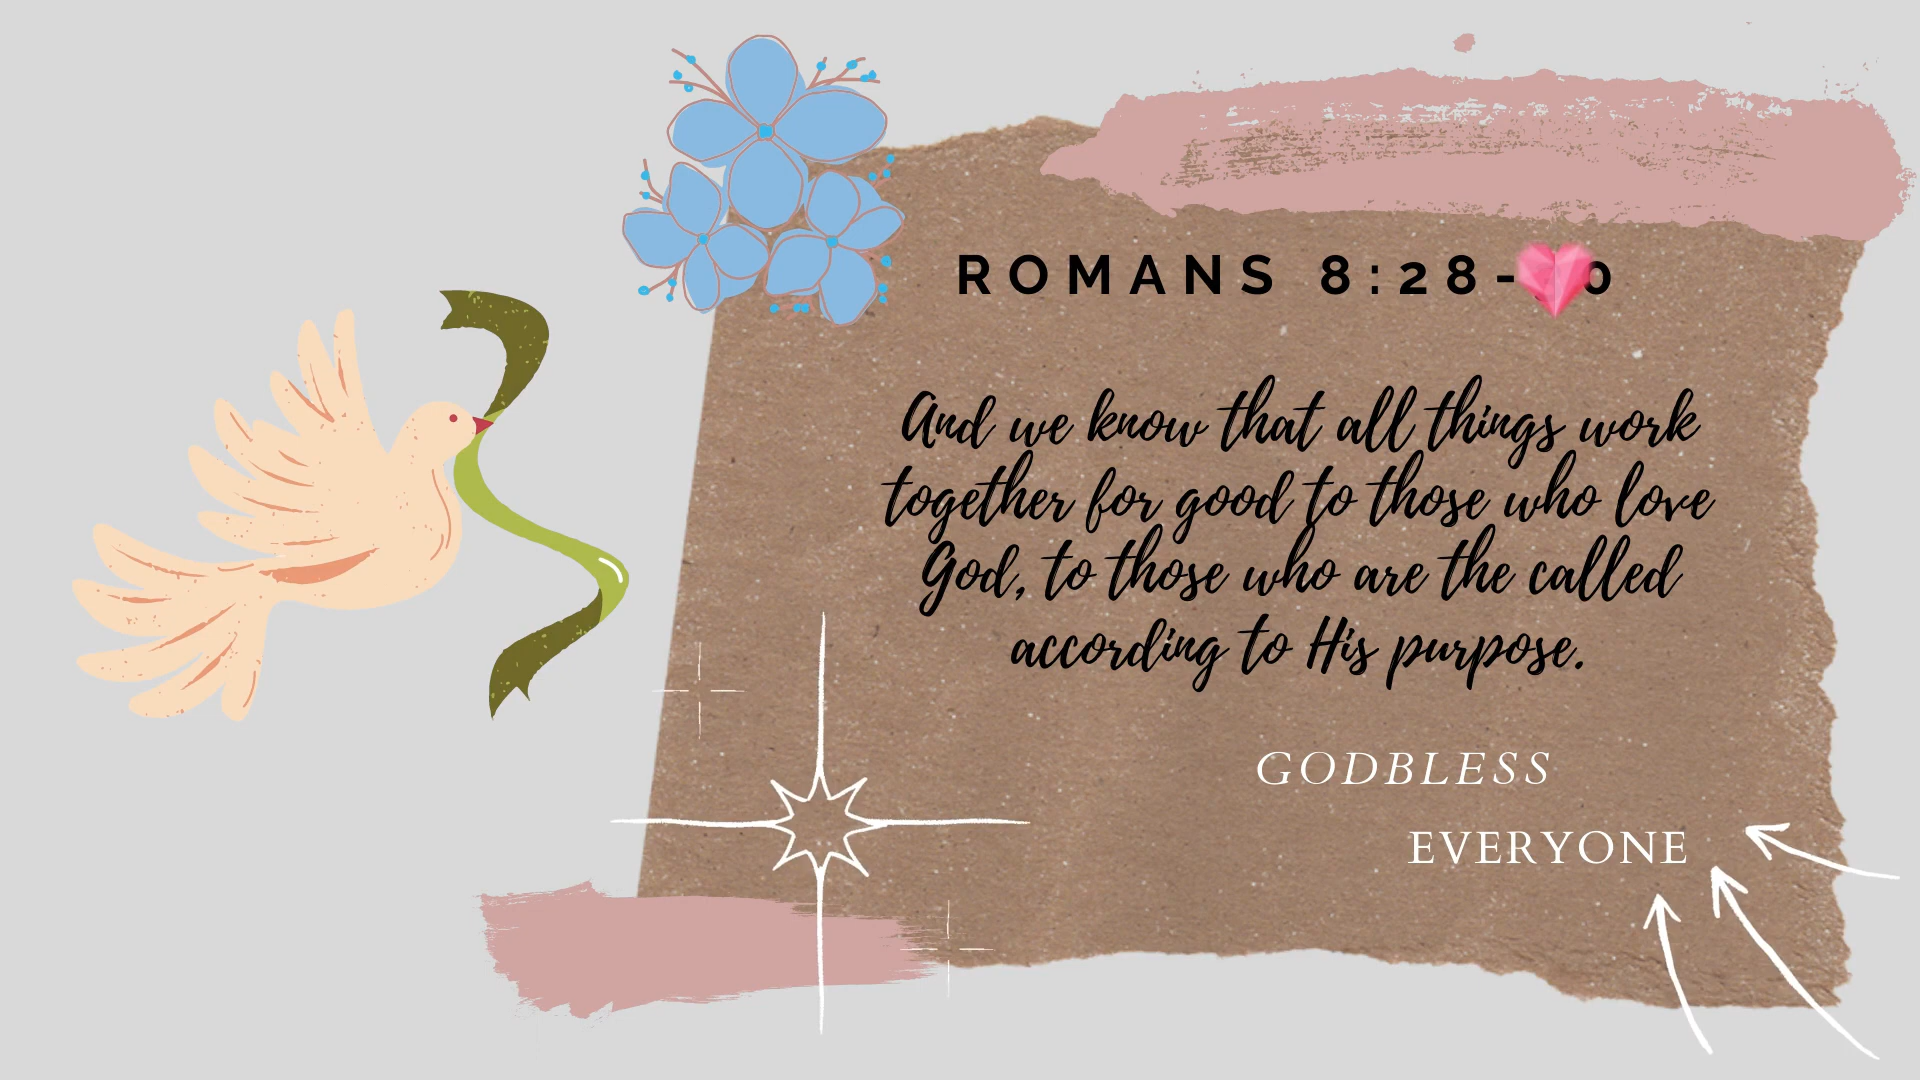 ROMANS 8:28-0
And we know that all things work
together for good to those who love
God, to those who are the called
according to His purpose.
GODBLESS
EVERYONE